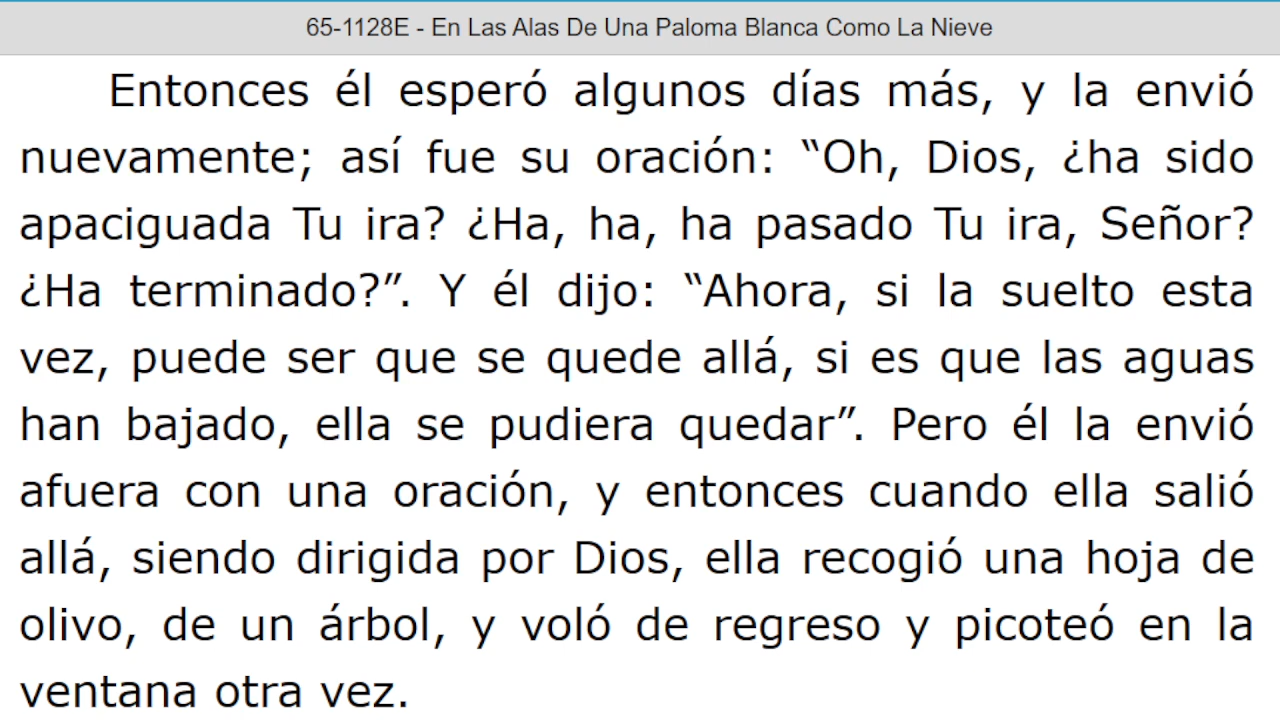 65-1128E - En Las Alas De Una Paloma Blanca Como La Nieve
Entonces él esperó algunos días más, y la envió
nuevamente; así fue su oración: “Oh, Dios, ¿ha sido
apaciguada Tu ira? ¿Ha, ha, ha pasado Tu ira, Señor?
¿Ha terminado?”. Y él dijo: “Ahora, si la suelto esta
vez, puede ser que se quede allá, si es que las aguas
han bajado, ella se pudiera quedar”. Pero él la envió
afuera con una oración, y entonces cuando ella salió
allá, siendo dirigida por Dios, ella recogió una hoja de
olivo, de un árbol, y voló de regreso y picoteó en la
ventana otra vez.